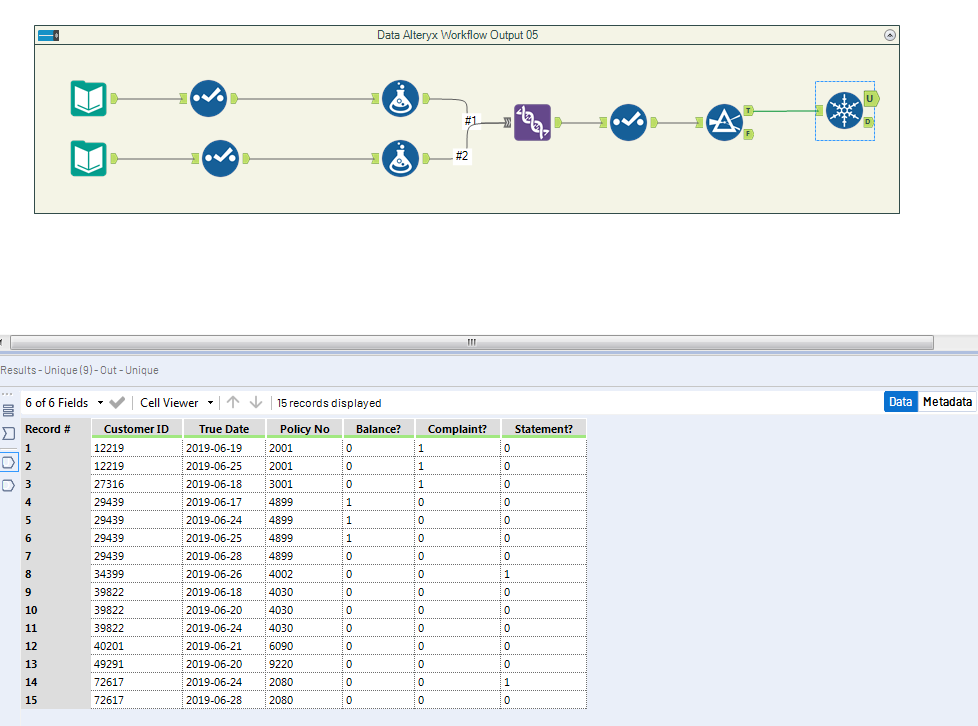 Data Alteryx Workflow Output 05
#1
#2
T
F
U
D
Results - Unique (9) - Out - Unique
6 of 6 Fields Cell Viewer 15 records displayed Data Metadata
Record # Customer ID True Date Policy No Balance? Complaint? Statement?
1 12219 2019-06-19 2001 0 1 0
2 12219 2019-06-25 2001 0 1 0
3 27316 2019-06-18 3001 0 1 0
4 29439 2019-06-17 4899 1 0 0
5 29439 2019-06-24 4899 1 0 0
6 29439 2019-06-25 4899 1 0 0
7 29439 2019-06-28 4899 0 0 0
8 34399 2019-06-26 4002 0 0 1
9 39822 2019-06-18 4030 0 0 0
10 39822 2019-06-20 4030 0 0 0
11 39822 2019-06-24 4030 0 0 0
12 40201 2019-06-21 6090 0 0 0
13 49291 2019-06-20 9220 0 0 0
14 72617 2019-06-24 2080 0 0 1
15 72617 2019-06-28 2080 0 0 0